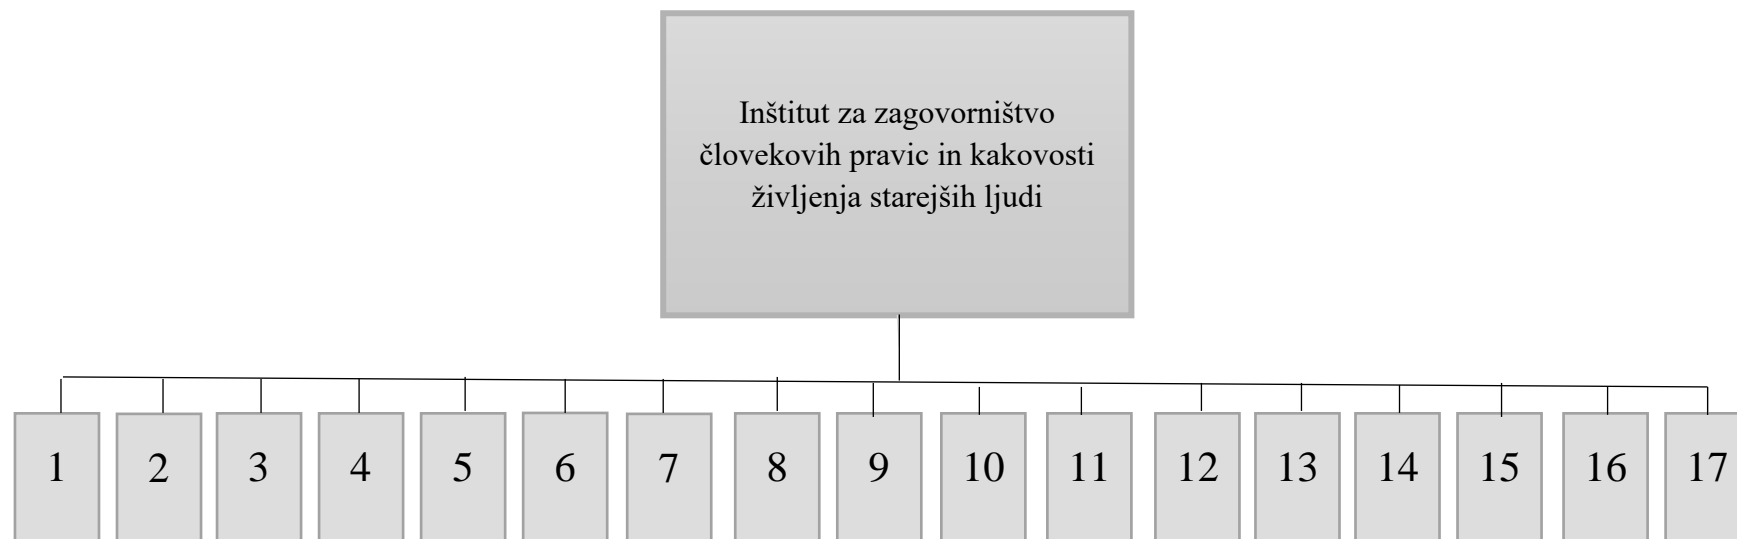 Inštitut za zagovorništvo
človekovih pravic in kakovosti
življenja starejših ljudi
1 2 3 4 5 6 7 8 9 10 11 12 13 14 15 16 17